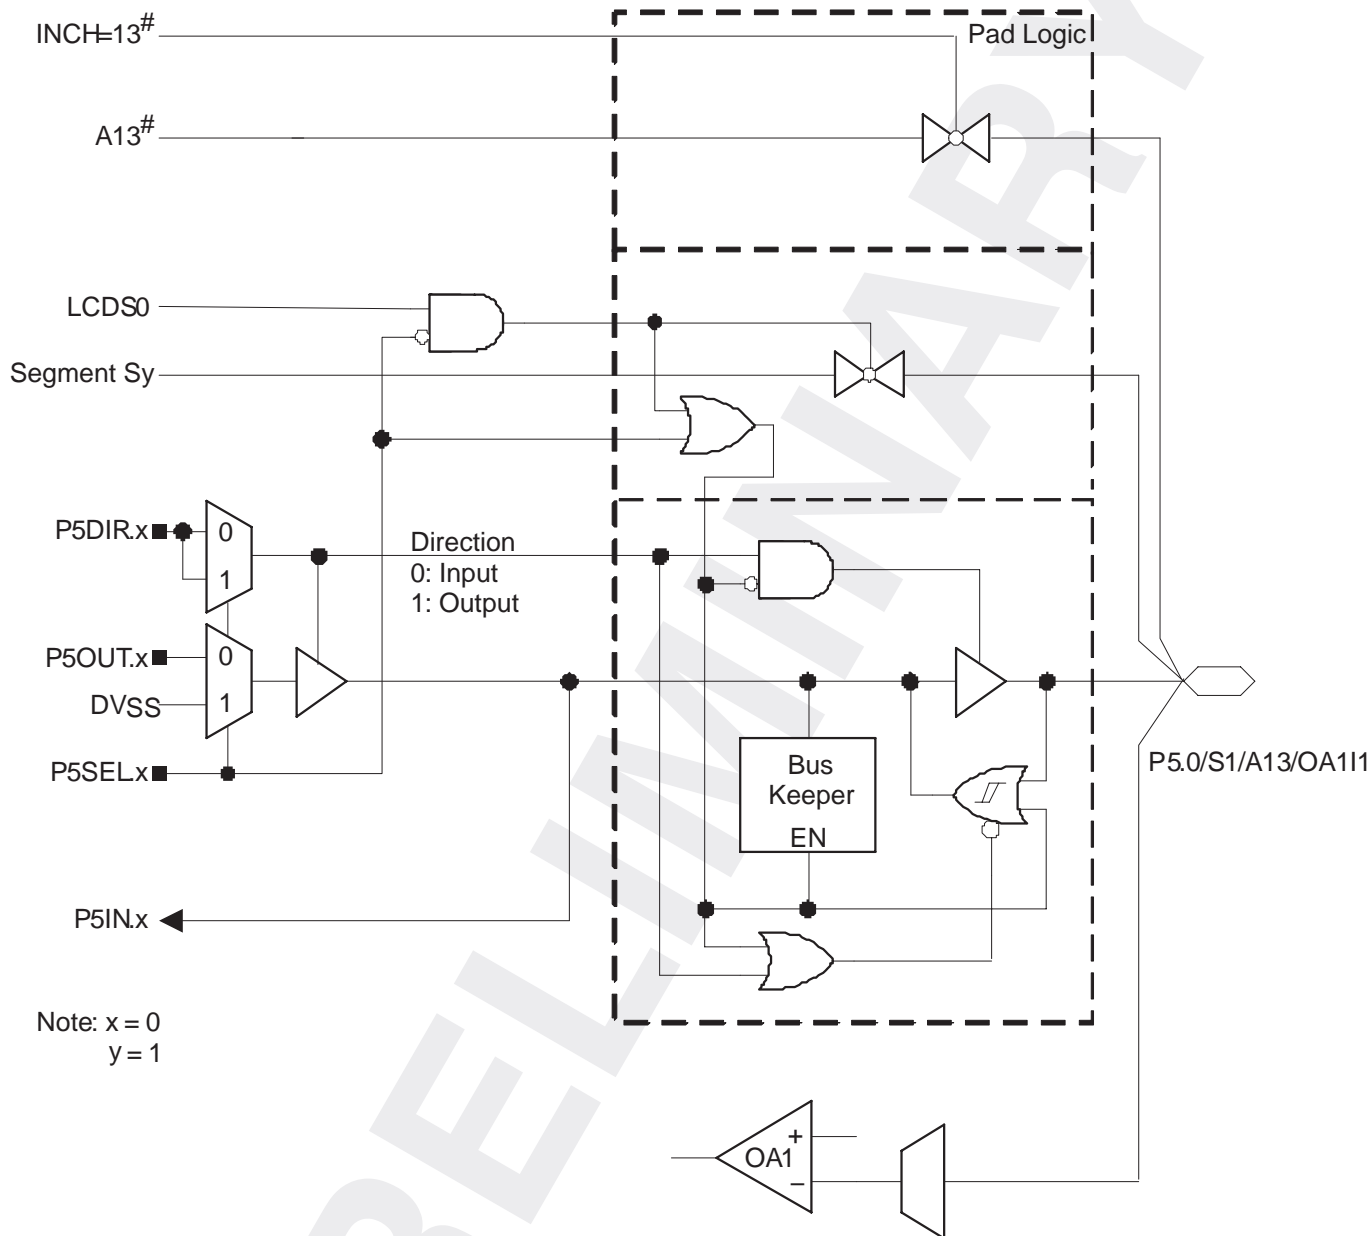 INCH=13#
Pad Logic
A13#
LCDS0
Segment Sy
P5DIR.x
0
1
Direction
0: Input
1: Output
P5OUT.x
0
DVSS
1
P5SEL.x
Bus
Keeper
EN
P5.0/S1/A13/OA1I1
P5IN.x
Note: x = 0
y = 1
+
OA1
−
PRELIMINARY